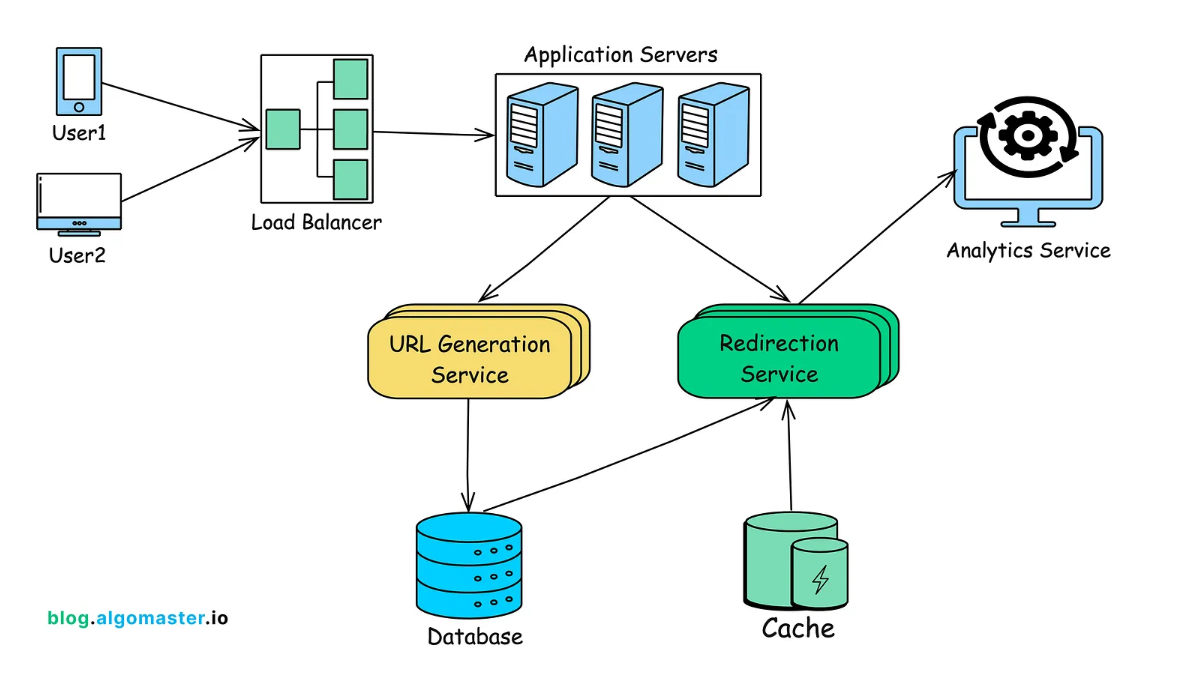 Application Servers
User1
User2
Load Balancer
Analytics Service
URL Generation
Service
Redirection
Service
Database
Cache
blog.algomaster.io